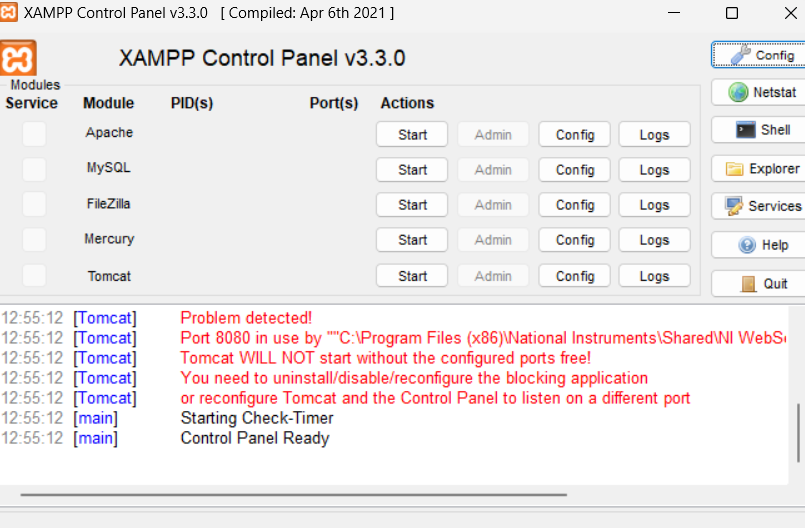 XAMPP Control Panel v3.3.0 [ Compiled: Apr 6th 2021 ]
XAMPP Control Panel v3.3.0
Config
Modules
Service Module PID(s) Port(s) Actions
Netstat
Apache Start Admin Config Logs
Shell
MySQL Start Admin Config Logs
Explorer
FileZilla Start Admin Config Logs
Services
Mercury Start Admin Config Logs
Help
Tomcat Start Admin Config Logs
Quit
12:55:12 [Tomcat] Problem detected!
12:55:12 [Tomcat] Port 8080 in use by ""C:\Program Files (x86)\National Instruments\Shared\NI
12:55:12 [Tomcat] Tomcat WILL NOT start without the configured ports free!
12:55:12 [Tomcat] You need to uninstall/disable/reconfigure the blocking application
12:55:12 [Tomcat] or reconfigure Tomcat and the Control Panel to listen on a different port
12:55:12 [main] Starting Check-Timer
12:55:12 [main] Control Panel Ready